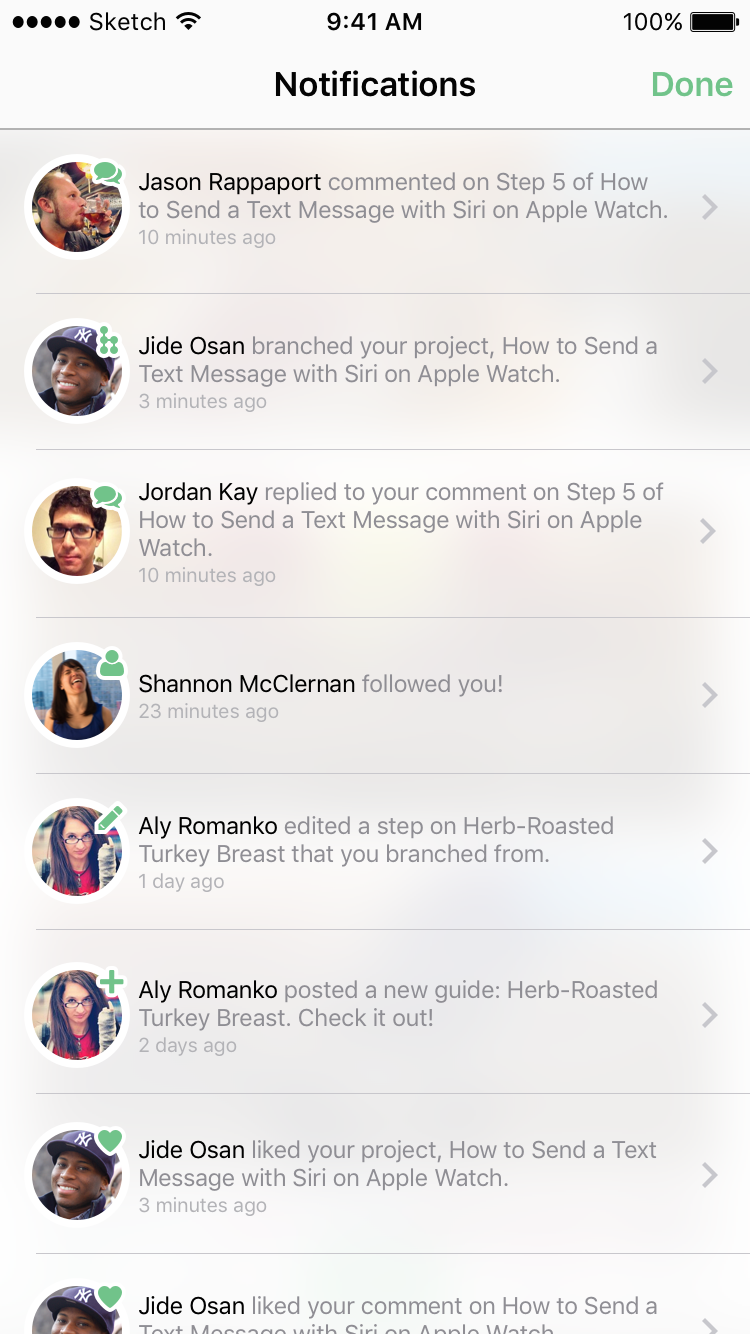 Sketch 9:41 AM 100%
Notifications Done
Jason Rappaport commented on Step 5 of How
to Send a Text Message with Siri on Apple Watch.
10 minutes ago
Jide Osan branched your project, How to Send a
Text Message with Siri on Apple Watch.
3 minutes ago
Jordan Kay replied to your comment on Step 5 of
How to Send a Text Message with Siri on Apple
Watch.
10 minutes ago
Shannon McClernan followed you!
23 minutes ago
Aly Romanko edited a step on Herb-Roasted
Turkey Breast that you branched from.
1 day ago
Aly Romanko posted a new guide: Herb-Roasted
Turkey Breast. Check it out!
2 days ago
Jide Osan liked your project, How to Send a Text
Message with Siri on Apple Watch.
3 minutes ago
Jide Osan liked your comment on How to Send a
Text Message with Siri on Apple Watch.